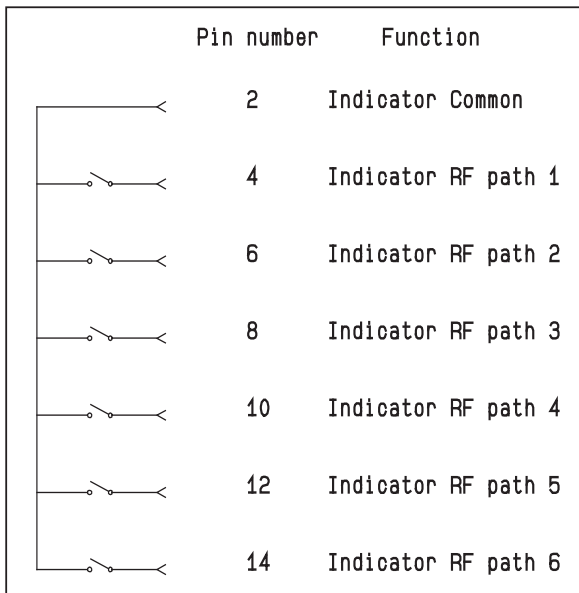 Pin number Function
2 Indicator Common
4 Indicator RF path 1
6 Indicator RF path 2
8 Indicator RF path 3
10 Indicator RF path 4
12 Indicator RF path 5
14 Indicator RF path 6